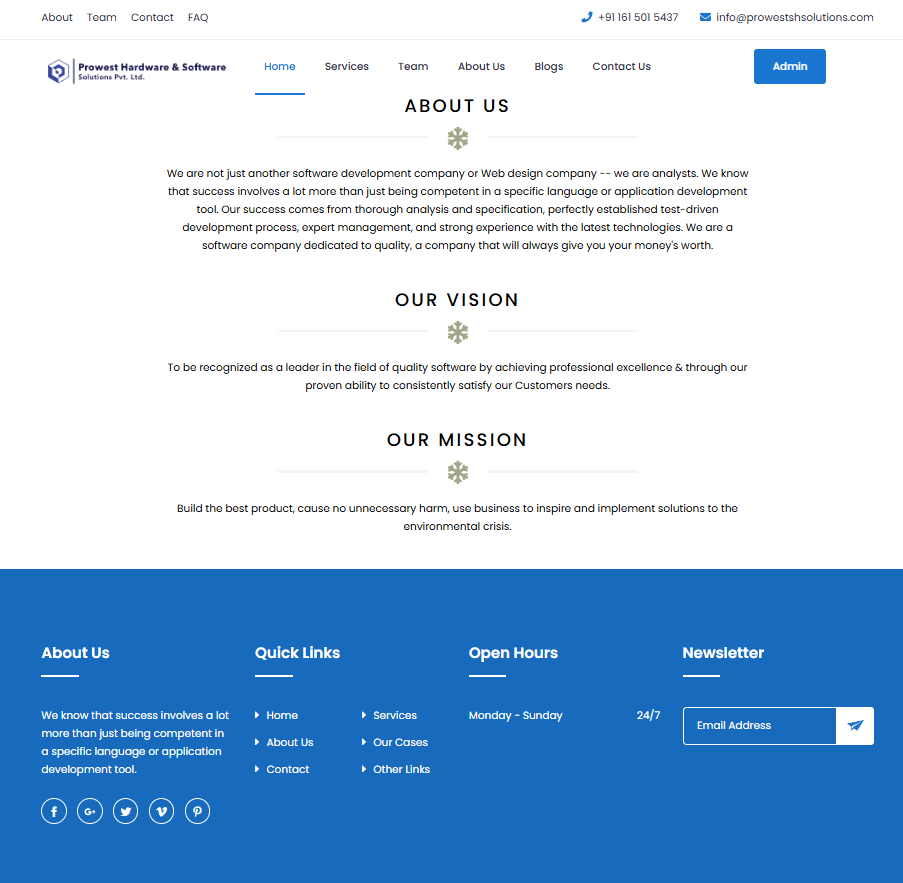 About Team Contact FAQ +91 161 501 5437 info@prowestshsolutions.com
Prowest Hardware & Software
Solutions Pvt. Ltd.
Home Services Team About Us Blogs Contact Us Admin
ABOUT US
We are not just another software development company or Web design company -- we are analysts. We know
that success involves a lot more than just being competent in a specific language or application development
tool. Our success comes from thorough analysis and specification, perfectly established test-driven
development process, expert management, and strong experience with the latest technologies. We are a
software company dedicated to quality, a company that will always give you your money's worth.
OUR VISION
To be recognized as a leader in the field of quality software by achieving professional excellence & through our
proven ability to consistently satisfy our Customers needs.
OUR MISSION
Build the best product, cause no unnecessary harm, use business to inspire and implement solutions to the
environmental crisis.
About Us
We know that success involves a lot
more than just being competent in
a specific language or application
development tool.
Quick Links
Home
About Us
Contact
Services
Our Cases
Other Links
Open Hours
Monday - Sunday 24/7
Newsletter
Email Address